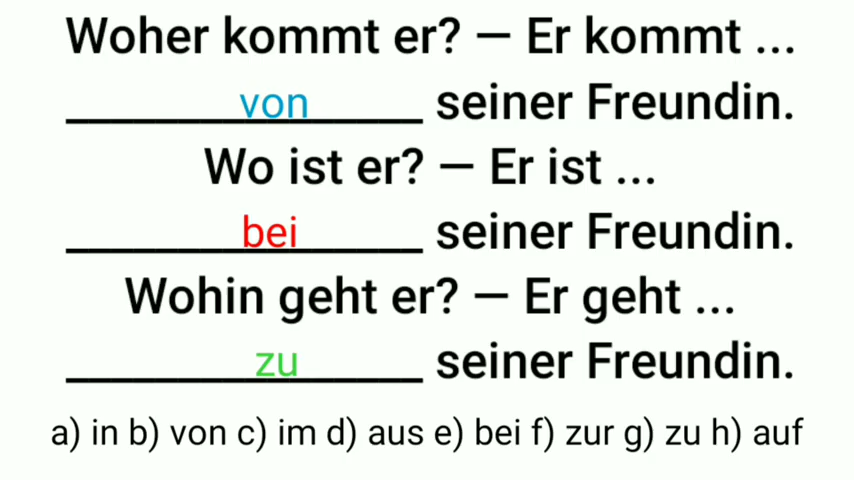 Woher kommt er? — Er kommt ...
von seiner Freundin.
Wo ist er? — Er ist ...
bei seiner Freundin.
Wohin geht er? — Er geht ...
zu seiner Freundin.
a) in b) von c) im d) aus e) bei f) zur g) zu h) auf